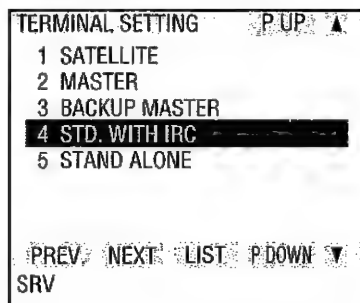 TERMINAL SETTING P UP ▲
1 SATELLITE
2 MASTER
3 BACKUP MASTER
4 STD. WITH IRC
5 STAND ALONE
PREV. NEXT LIST P DOWN ▼
SRV